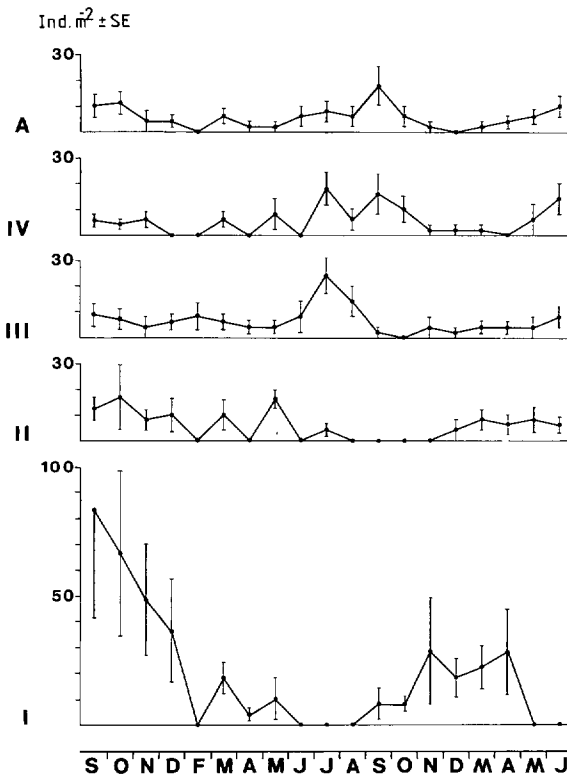 Ind. m⁻² ± SE
30
A
30
IV
30
III
30
II
100
50
I
S O N D F M A M J J A S O N D M A M J